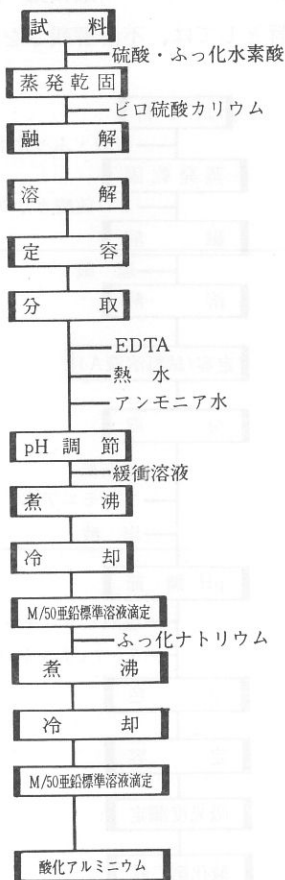 試料
硫酸・ふっ化水素酸
蒸発乾固
ピロ硫酸カリウム
融解
溶解
定容
分取
EDTA
熱水
アンモニア水
pH調節
緩衝溶液
煮沸
冷却
M/50亜鉛標準溶液滴定
ふっ化ナトリウム
煮沸
冷却
M/50亜鉛標準溶液滴定
酸化アルミニウム